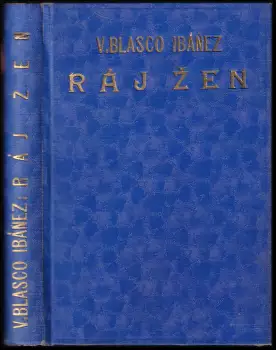 V.BLASCO IBÁÑEZ: RÁJ ŽEN
V.BLASCO IBÁÑEZ
RÁJ ŽEN